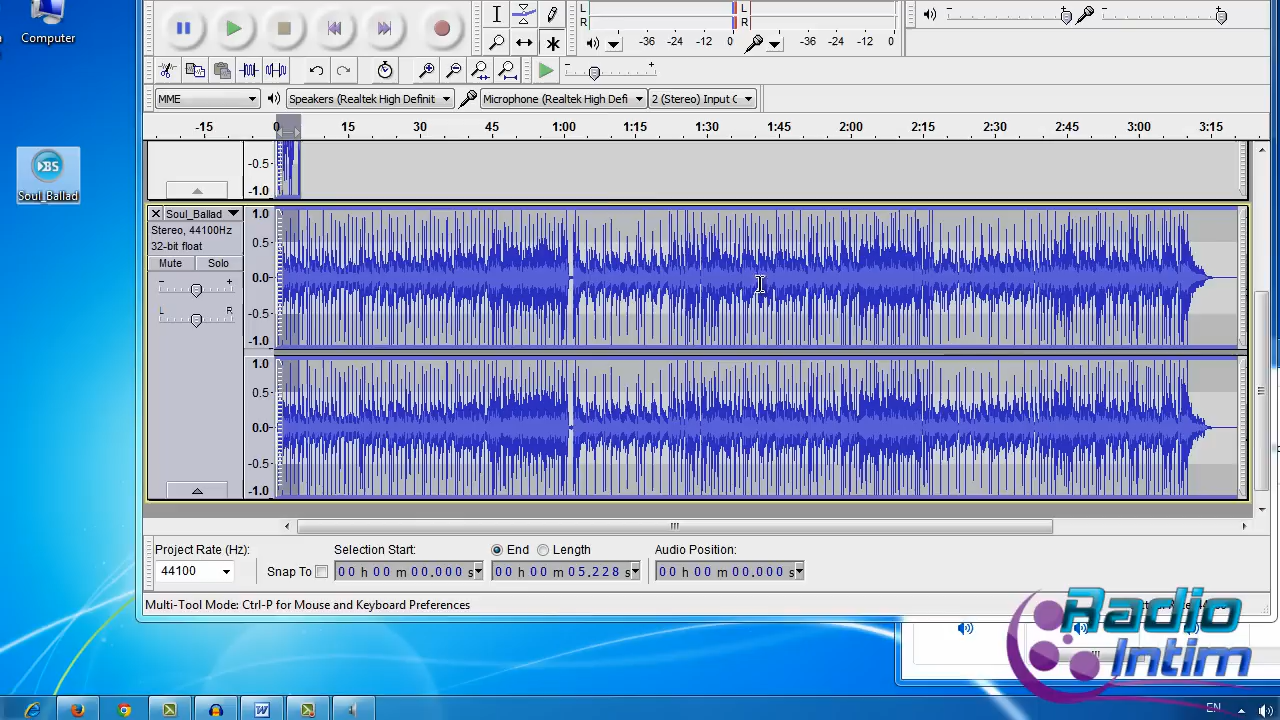 Computer
BS
Soul_Ballad
L
R
-36 -24 -12 0
L
R
-36 -24 -12 0
MME
Speakers (Realtek High Definit
Microphone (Realtek High Defi
2 (Stereo) Input C
-15 0 15 30 45 1:00 1:15 1:30 1:45 2:00 2:15 2:30 2:45 3:00 3:15
-0.5
-1.0
Soul_Ballad
Stereo, 44100Hz
32-bit float
Mute Solo
- +
L R
1.0
0.5
0.0
-0.5
-1.0
1.0
0.5
0.0
-0.5
-1.0
Project Rate (Hz):
44100
Snap To
Selection Start:
00 h 00 m 00.000 s
End Length
00 h 00 m 05.228 s
Audio Position:
00 h 00 m 00.000 s
Multi-Tool Mode: Ctrl-P for Mouse and Keyboard Preferences
Radio
Intim
EN